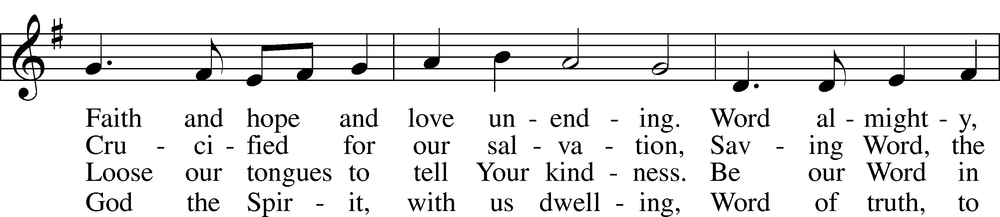 Faith and hope and love un - end - ing. Word al - might - y,
Cru - ci - fied for our sal - va - tion, Sav - ing Word, the
Loose our tongues to tell Your kind - ness. Be our Word in
God the Spir - it, with us dwell - ing, Word of truth, to